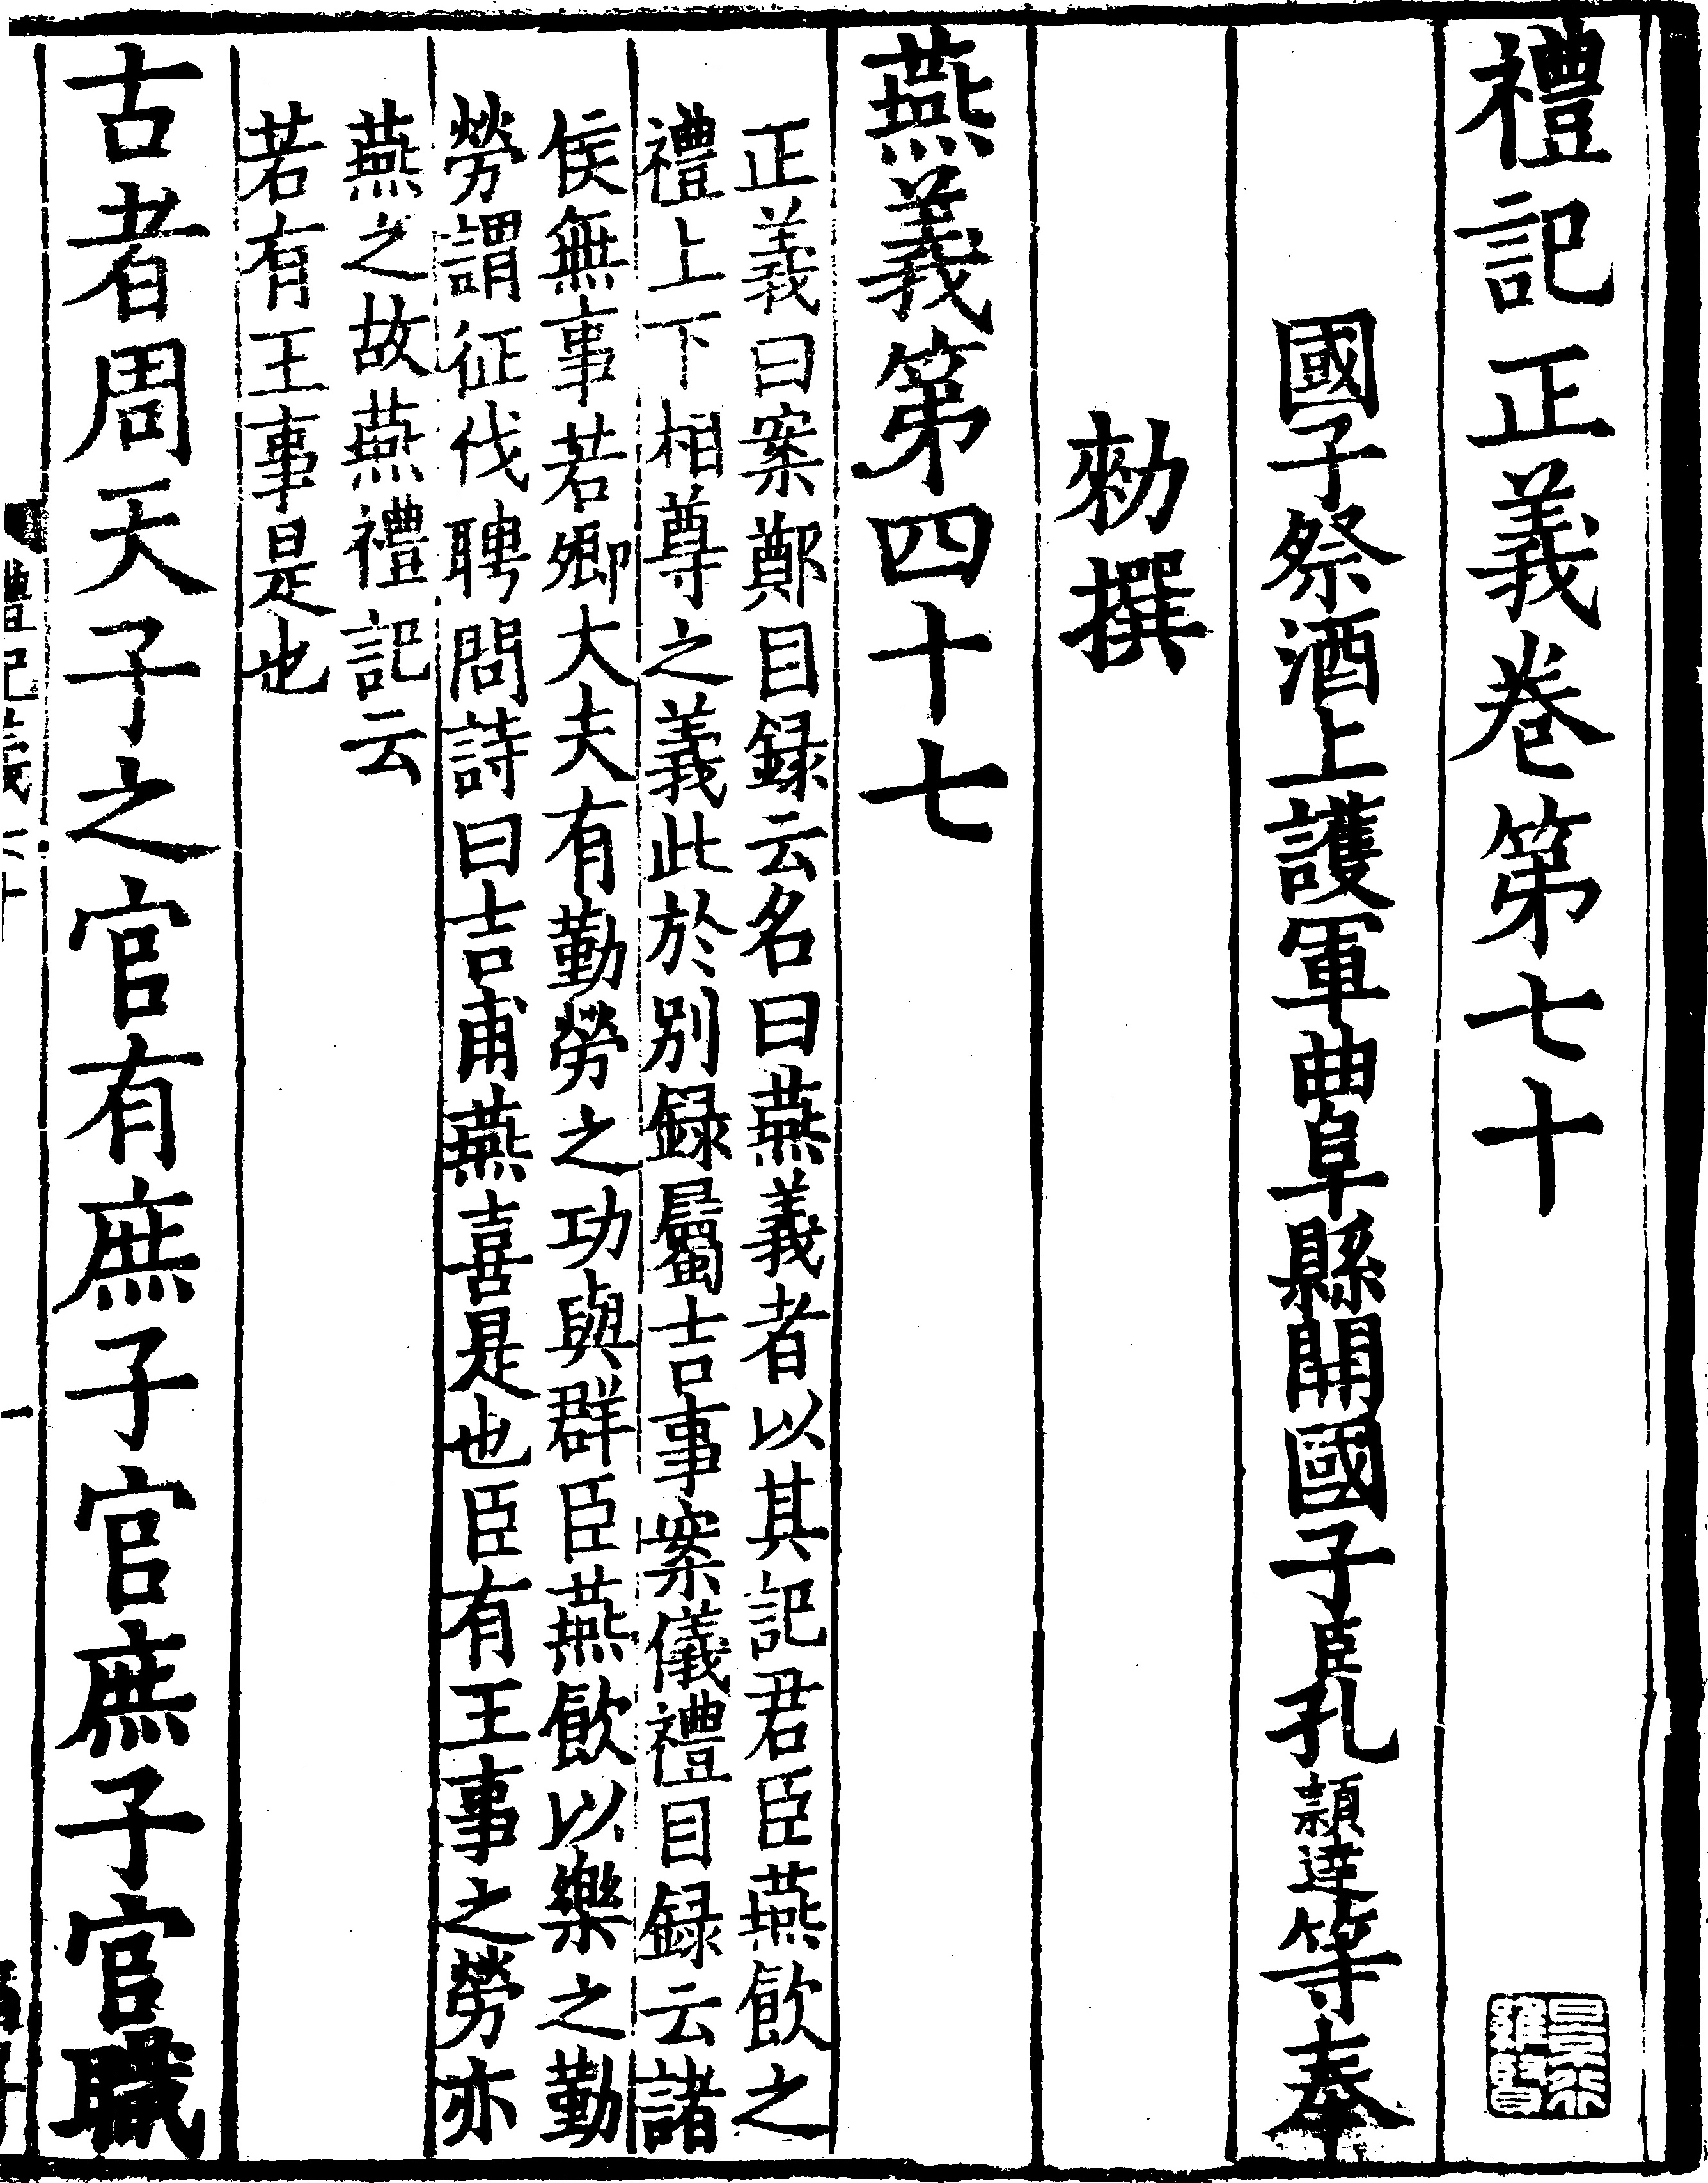 禮記正義卷第七十
國子祭酒上護軍曲阜縣開國子臣孔穎達等奉
勑撰
燕義第四十七
正義曰案鄭目録云名曰燕義者以其記君臣燕飲之
禮上下相尊之義此於别録屬吉事案儀禮目録云諸
侯無事若卿大夫有勤勞之功與群臣燕飲以樂之勤
勞謂征伐聘問詩曰吉甫燕喜是也臣有王事之勞亦
燕之故燕禮記云
若有王事是也
古者周天子之官有庶子官庶子官職